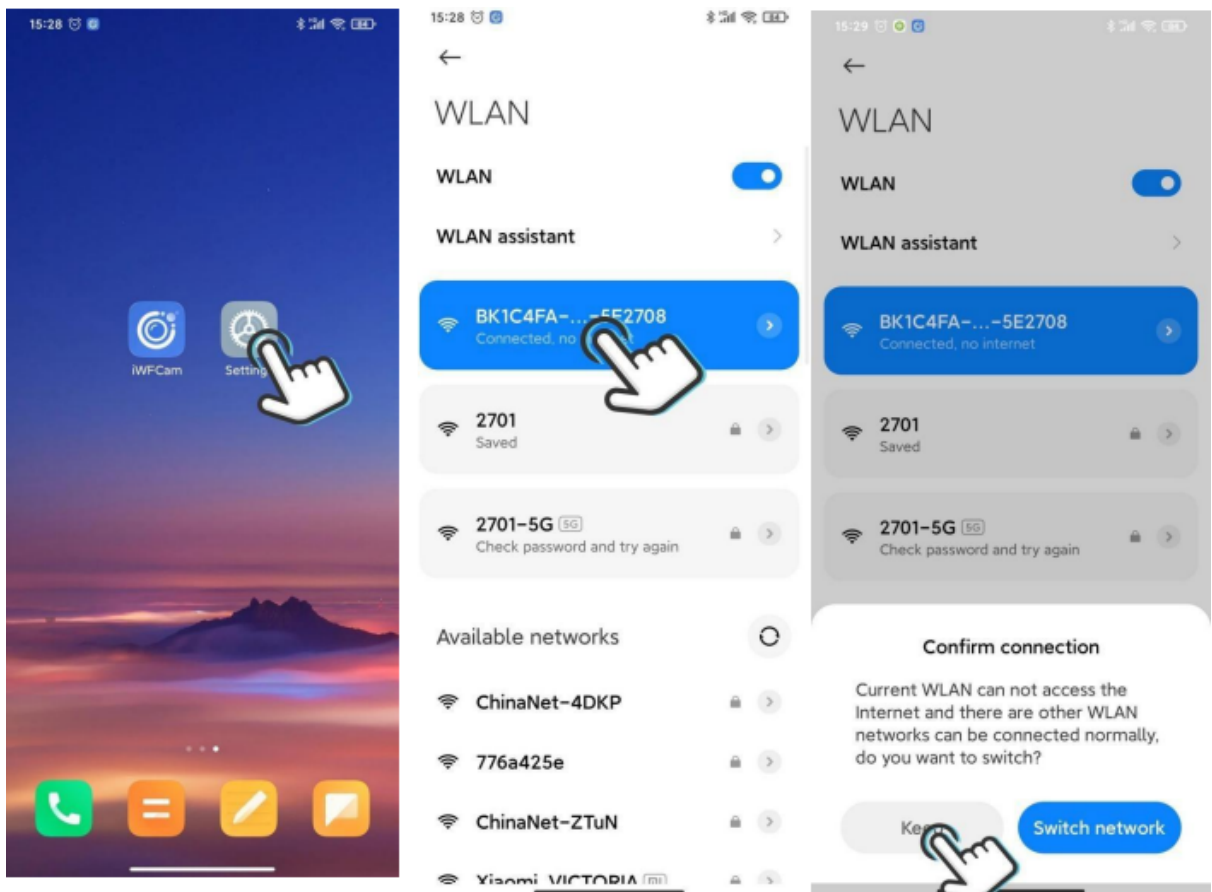 15:28
iWFCam
15:28
WLAN
WLAN
WLAN assistant
BK1C4FA-...-5E2708
Connected, no
2701
Saved
2701-5G 5G
Check password and try again
Available networks
ChinaNet-4DKP
776a425e
ChinaNet-ZTuN
Xiaomi_VICTORIA
15:29
WLAN
WLAN
WLAN assistant
BK1C4FA-...-5E2708
Connected, no internet
2701
Saved
2701-5G 5G
Check password and try again
Confirm connection
Current WLAN can not access the
Internet and there are other WLAN
networks can be connected normally,
do you want to switch?
Switch network